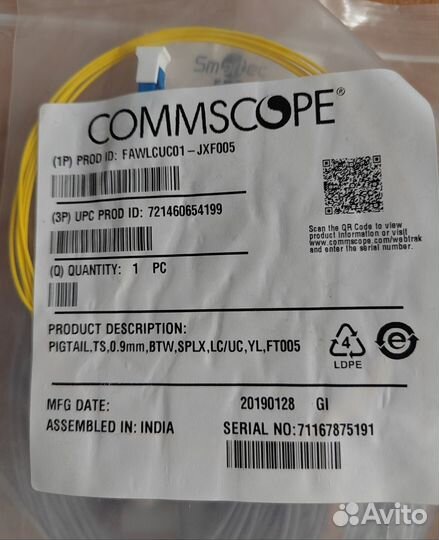 COMMSCOPE®
(1P) PROD ID: FAWLCUC01-JXF005
(3P) UPC PROD ID: 721460654199
Scan the QR Code to view
product information or visit
www.commscope.com/webtrak
and enter the serial number.
(Q) QUANTITY: 1 PC
PRODUCT DESCRIPTION:
PIGTAIL,TS,0.9mm,BTW,SPLX,LC/UC,YL,FT005
4
LDPE
MFG DATE: 20190128 GI
ASSEMBLED IN: INDIA SERIAL NO:71167875191
Avito